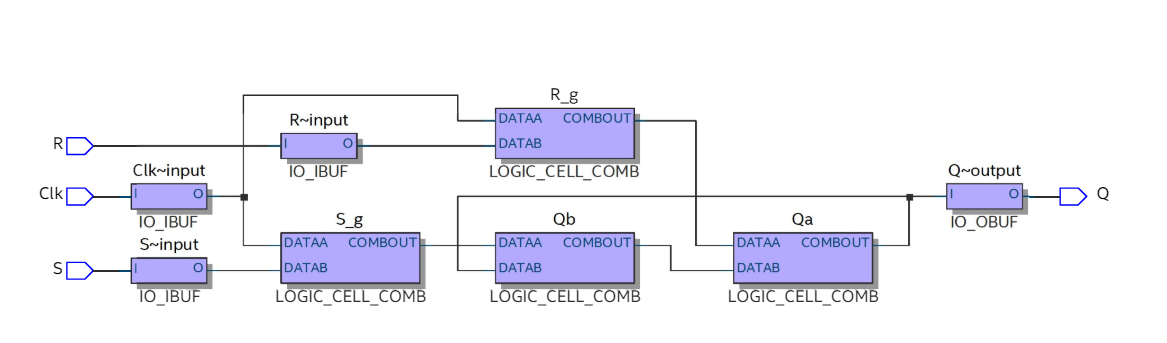 R_g
R~input
DATAA COMBOUT
R
I O
DATAB
IO_IBUF
LOGIC_CELL_COMB
Clk~input
Q~output
Clk
I O
I O
Q
IO_IBUF
S_g
Qb
Qa
IO_OBUF
S~input
DATAA COMBOUT
DATAA COMBOUT
DATAA COMBOUT
S
I O
DATAB
DATAB
DATAB
IO_IBUF
LOGIC_CELL_COMB
LOGIC_CELL_COMB
LOGIC_CELL_COMB